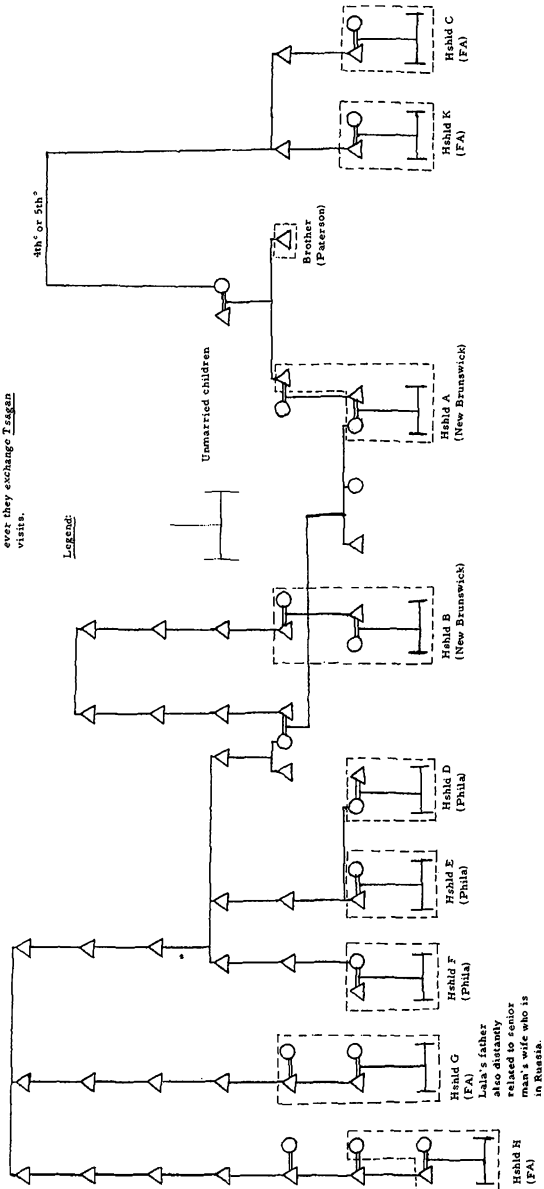 ever they exchange Tsagan
visits.
Legend:
Unmarried children
4th° or 5th°
Hshld H
(FA)
Hshld G
(FA)
Lala's father
also distantly
related to senior
man's wife who is
in Russia.
Hshld F
(Phila)
Hshld E
(Phila)
Hshld D
(Phila)
Hshld B
(New Brunswick)
Hshld A
(New Brunswick)
Brother
(Paterson)
Hshld K
(FA)
Hshld C
(FA)